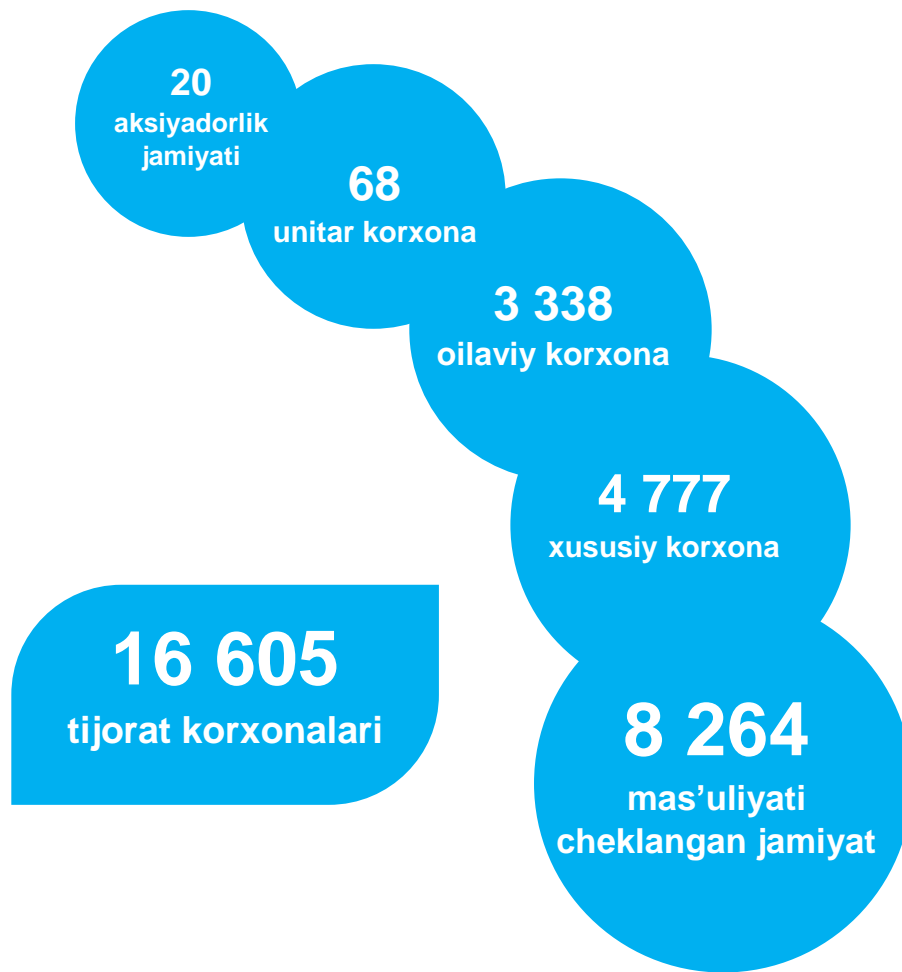 20
aksiyadorlik
jamiyati
68
unitar korxona
3 338
oilaviy korxona
4 777
xususiy korxona
16 605
tijorat korxonalari
8 264
mas’uliyati
cheklangan jamiyat